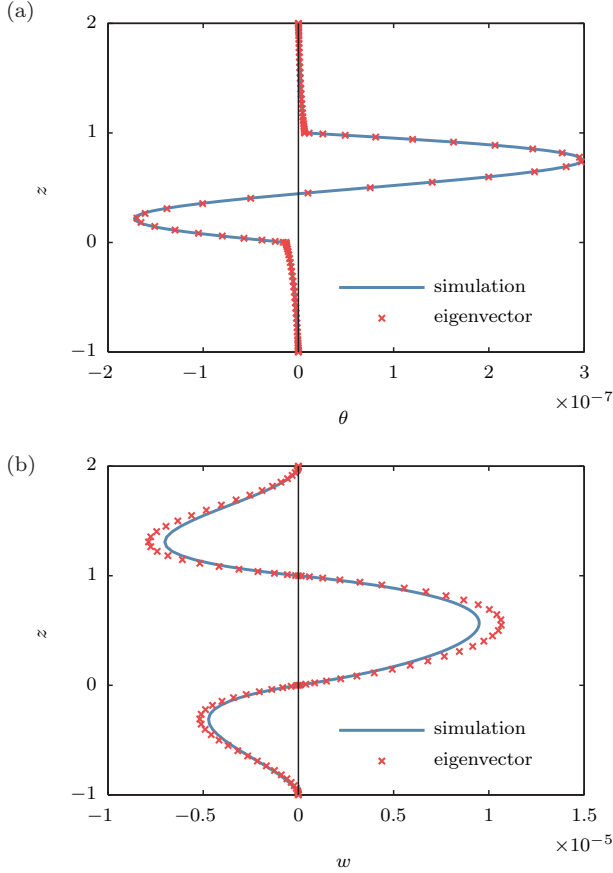 (a)
2
1
z
0
simulation
eigenvector
−1
−2 −1 0 1 2 3
×10−7
θ
(b)
2
1
z
0
simulation
eigenvector
−1
−1 −0.5 0 0.5 1 1.5
×10−5
w